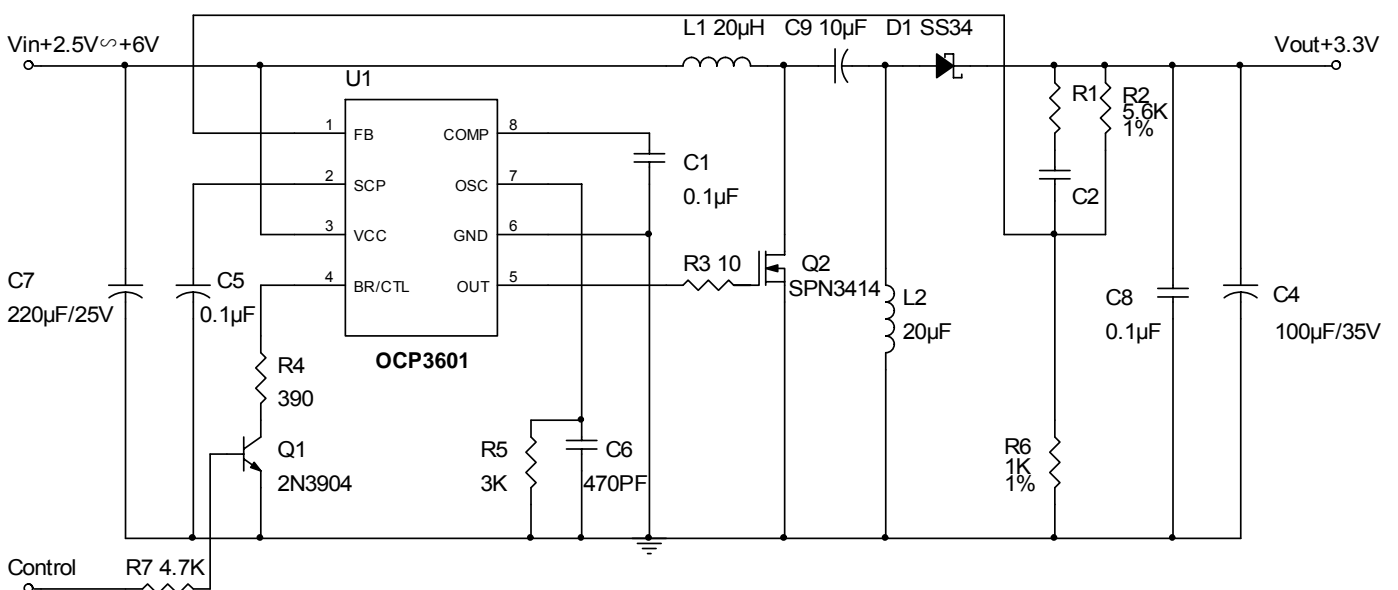 L1 20µH C9 10µF D1 SS34
Vin+2.5V∽+6V
Vout+3.3V
U1
1 FB
COMP 8
2 SCP
OSC 7
3 VCC
GND 6
4 BR/CTL
OUT 5
OCP3601
C1
0.1µF
R1
R2
5.6K
1%
C2
R3 10
Q2
SPN3414
C7
220µF/25V
C5
0.1µF
L2
20µF
C8
0.1µF
C4
100µF/35V
R4
390
Q1
2N3904
R5
3K
C6
470PF
R6
1K
1%
Control
R7 4.7K